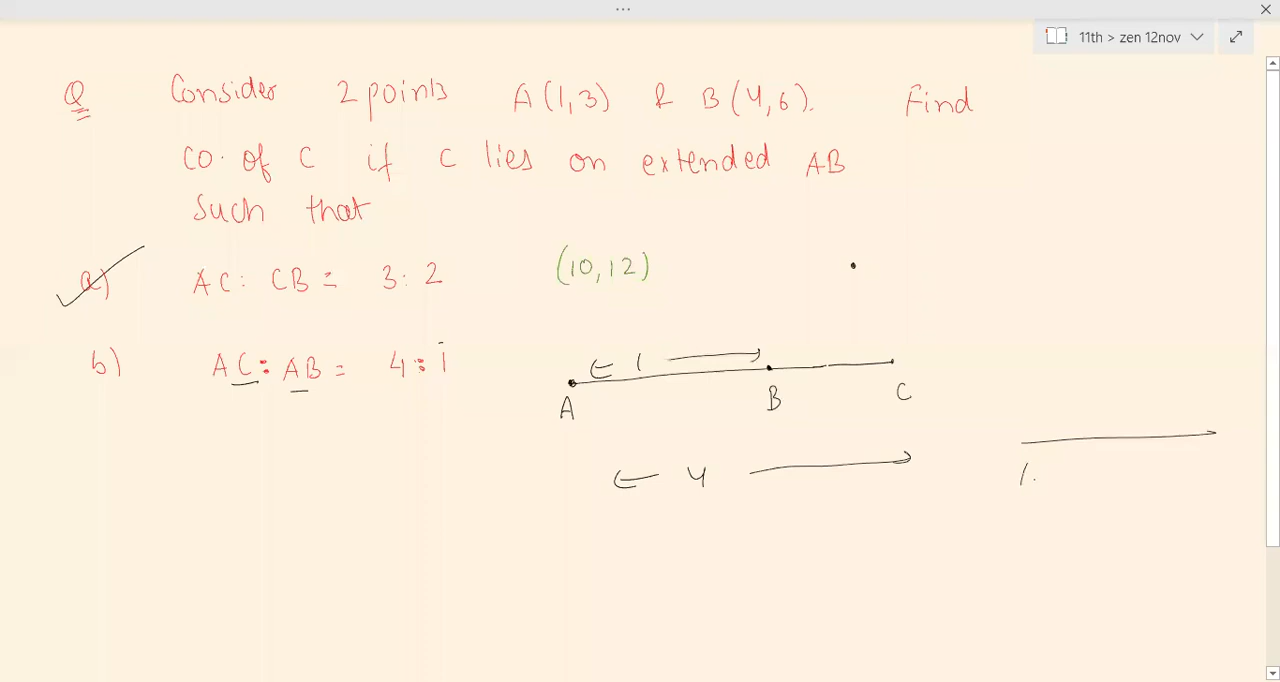 ...
11th > zen 12nov
Q Consider 2 points A(1,3) & B(4,6). Find
CO. of C if C lies on extended AB
such that
a) AC : CB = 3 : 2 (10,12)
b) AC : AB = 4 : 1
1
A B C
4